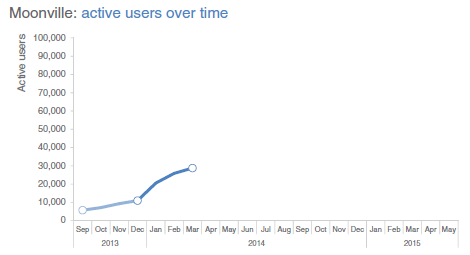 Moonville: active users over time
Active users
100,000
90,000
80,000
70,000
60,000
50,000
40,000
30,000
20,000
10,000
0
Sep Oct Nov Dec Jan Feb Mar Apr May Jun Jul Aug Sep Oct Nov Dec Jan Feb Mar Apr May
2013 2014 2015